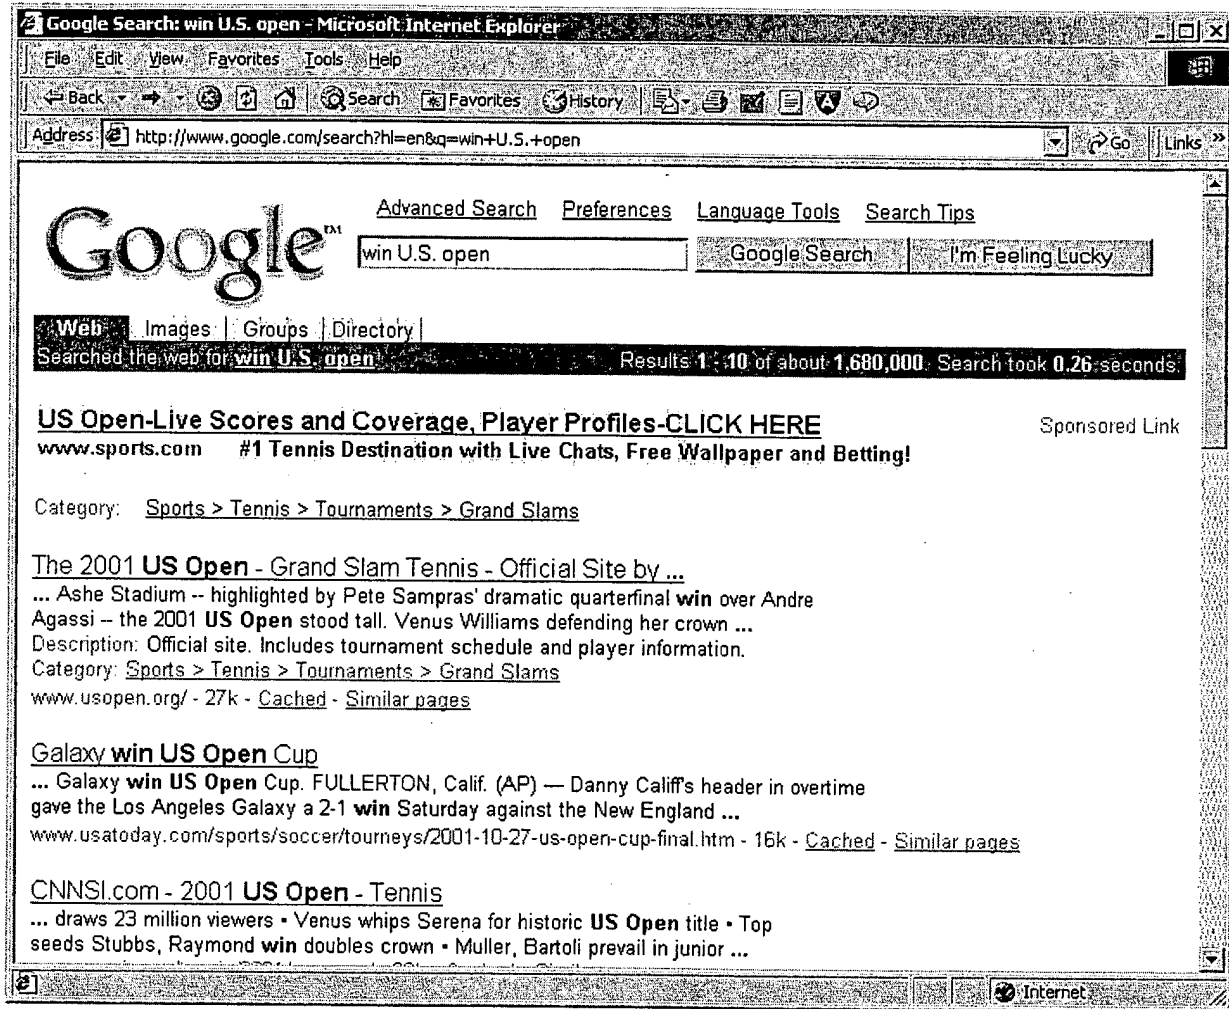 Google Search: win U.S. open - Microsoft Internet Explorer
File Edit View Favorites Tools Help
Back Search Favorites History
Address http://www.google.com/search?hl=en&q=win+U.S.+open Go Links »
Advanced Search Preferences Language Tools Search Tips
Google™ win U.S. open Google Search I'm Feeling Lucky
Web Images Groups Directory
Searched the web for win U.S. open. Results 1 - 10 of about 1,680,000. Search took 0.26 seconds.
US Open-Live Scores and Coverage, Player Profiles-CLICK HERE Sponsored Link
www.sports.com #1 Tennis Destination with Live Chats, Free Wallpaper and Betting!
Category: Sports > Tennis > Tournaments > Grand Slams
The 2001 US Open - Grand Slam Tennis - Official Site by ...
... Ashe Stadium -- highlighted by Pete Sampras' dramatic quarterfinal win over Andre
Agassi -- the 2001 US Open stood tall. Venus Williams defending her crown ...
Description: Official site. Includes tournament schedule and player information.
Category: Sports > Tennis > Tournaments > Grand Slams
www.usopen.org/ - 27k - Cached - Similar pages
Galaxy win US Open Cup
... Galaxy win US Open Cup. FULLERTON, Calif. (AP) — Danny Califf's header in overtime
gave the Los Angeles Galaxy a 2-1 win Saturday against the New England ...
www.usatoday.com/sports/soccer/tourneys/2001-10-27-us-open-cup-final.htm - 16k - Cached - Similar pages
CNNSI.com - 2001 US Open - Tennis
... draws 23 million viewers • Venus whips Serena for historic US Open title • Top
seeds Stubbs, Raymond win doubles crown • Muller, Bartoli prevail in junior ...
Internet